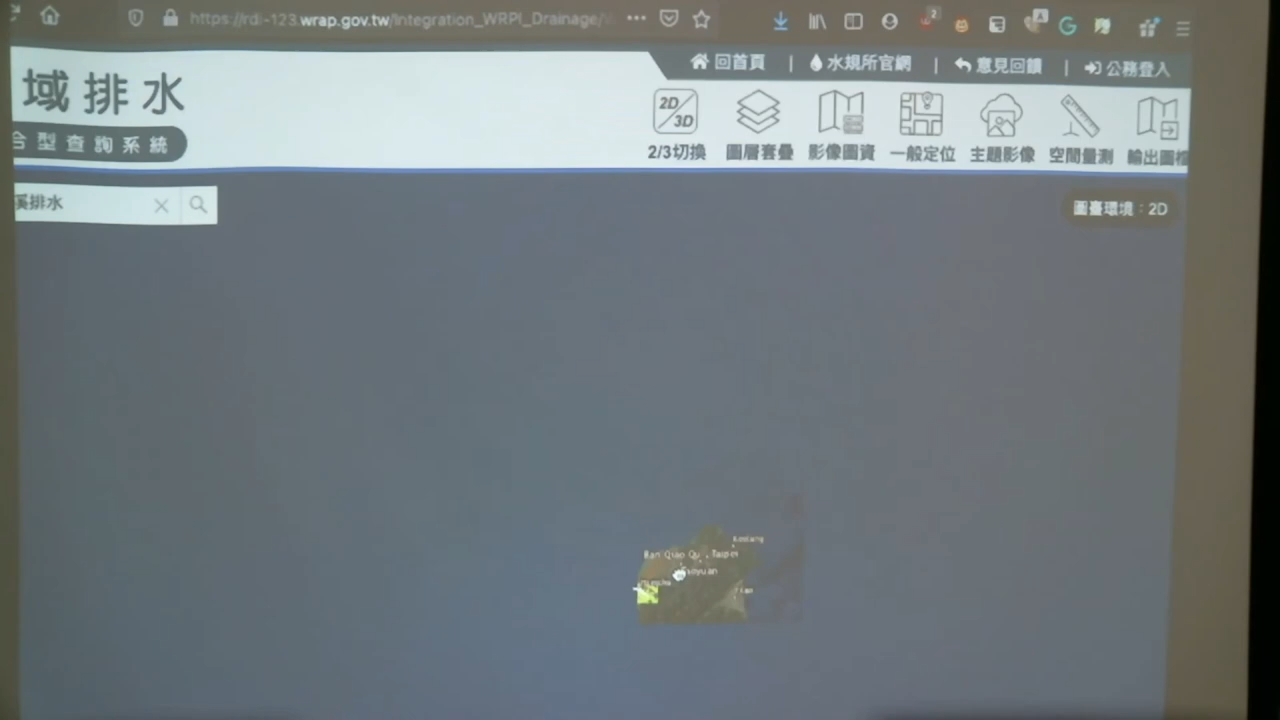 https://rdi-123.wrap.gov.tw/Integration_WRPI_Drainage/
2
回首頁 | 水規所官網 | 意見回饋 | 公務登入
域排水
合型查詢系統
2D/3D
2/3切換 圖層套疊 影像圖資 一般定位 主題影像 空間量測 輸出圖檔
溪排水
圖臺環境：2D
Keelung
Ban Qiao Qu . Taipei